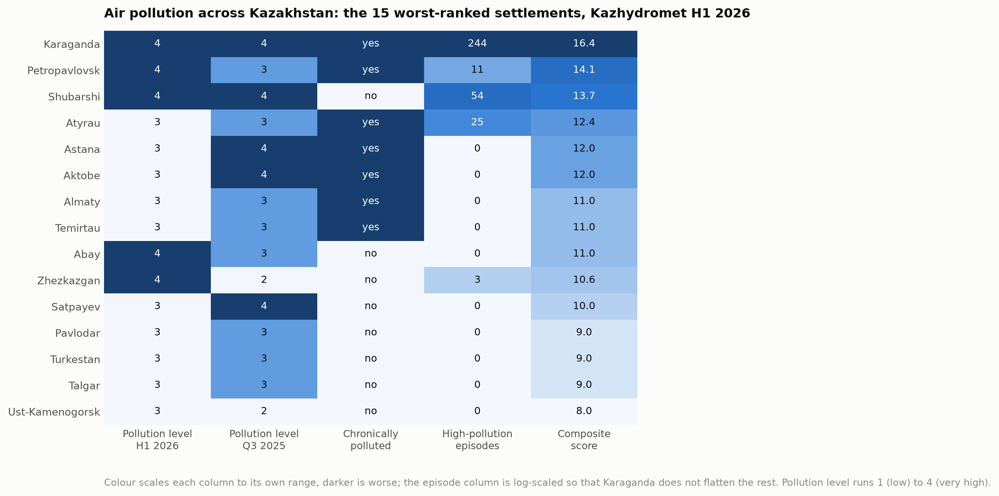 Air pollution across Kazakhstan: the 15 worst-ranked settlements, Kazhydromet H1 2026
Karaganda 4 4 yes 244 16.4
Petropavlovsk 4 3 yes 11 14.1
Shubarshi 4 4 no 54 13.7
Atyrau 3 3 yes 25 12.4
Astana 3 4 yes 0 12.0
Aktobe 3 4 yes 0 12.0
Almaty 3 3 yes 0 11.0
Temirtau 3 3 yes 0 11.0
Abay 4 3 no 0 11.0
Zhezkazgan 4 2 no 3 10.6
Satpayev 3 4 no 0 10.0
Pavlodar 3 3 no 0 9.0
Turkestan 3 3 no 0 9.0
Talgar 3 3 no 0 9.0
Ust-Kamenogorsk 3 2 no 0 8.0
Pollution level Pollution level Chronically High-pollution Composite
H1 2026 Q3 2025 polluted episodes score
Colour scales each column to its own range, darker is worse; the episode column is log-scaled so that Karaganda does not flatten the rest. Pollution level runs 1 (low) to 4 (very high).